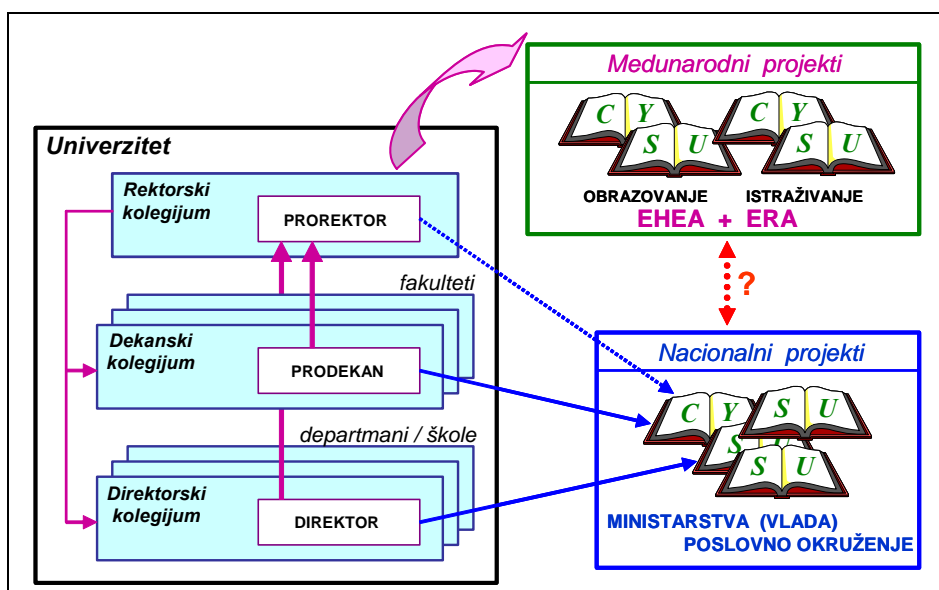 Univerzitet
Rektorski
kolegijum
PROREKTOR
fakulteti
Dekanski
kolegijum
PRODEKAN
departmani / škole
Direktorski
kolegijum
DIREKTOR
Medunarodni projekti
C Y
S U
C Y
S U
OBRAZOVANJE ISTRAŽIVANJE
EHEA + ERA
?
Nacionalni projekti
C Y
S U
S U
S U
MINISTARSTVA (VLADA)
POSLOVNO OKRUŽENJE